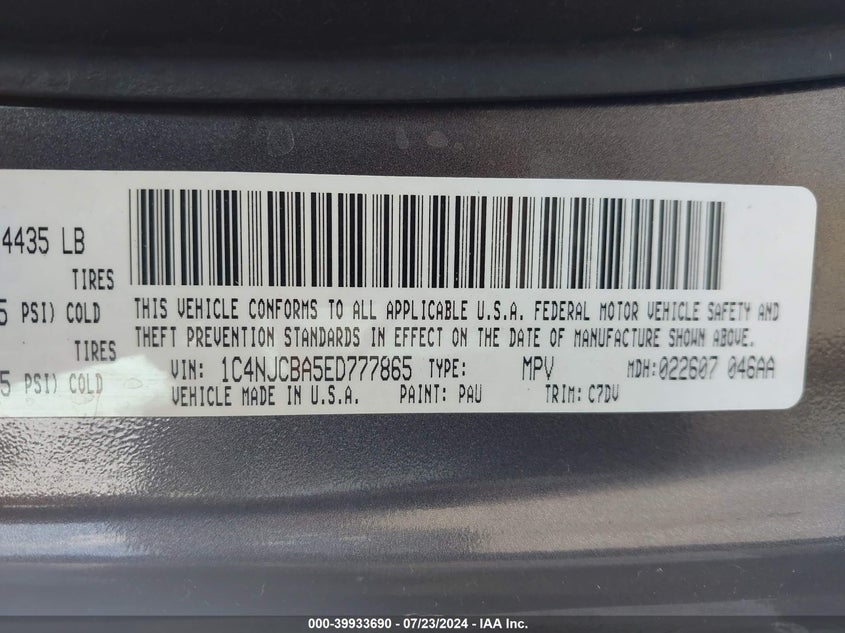 4435 LB
TIRES
5 PSI) COLD
TIRES
5 PSI) COLD
THIS VEHICLE CONFORMS TO ALL APPLICABLE U.S.A. FEDERAL MOTOR VEHICLE SAFETY AND
THEFT PREVENTION STANDARDS IN EFFECT ON THE DATE OF MANUFACTURE SHOWN ABOVE.
VIN: 1C4NJCBA5ED777865 TYPE: MPV MDH:022607 046AA
VEHICLE MADE IN U.S.A. PAINT: PAU TRIM: C7DV
000-39933690 - 07/23/2024 - IAA Inc.